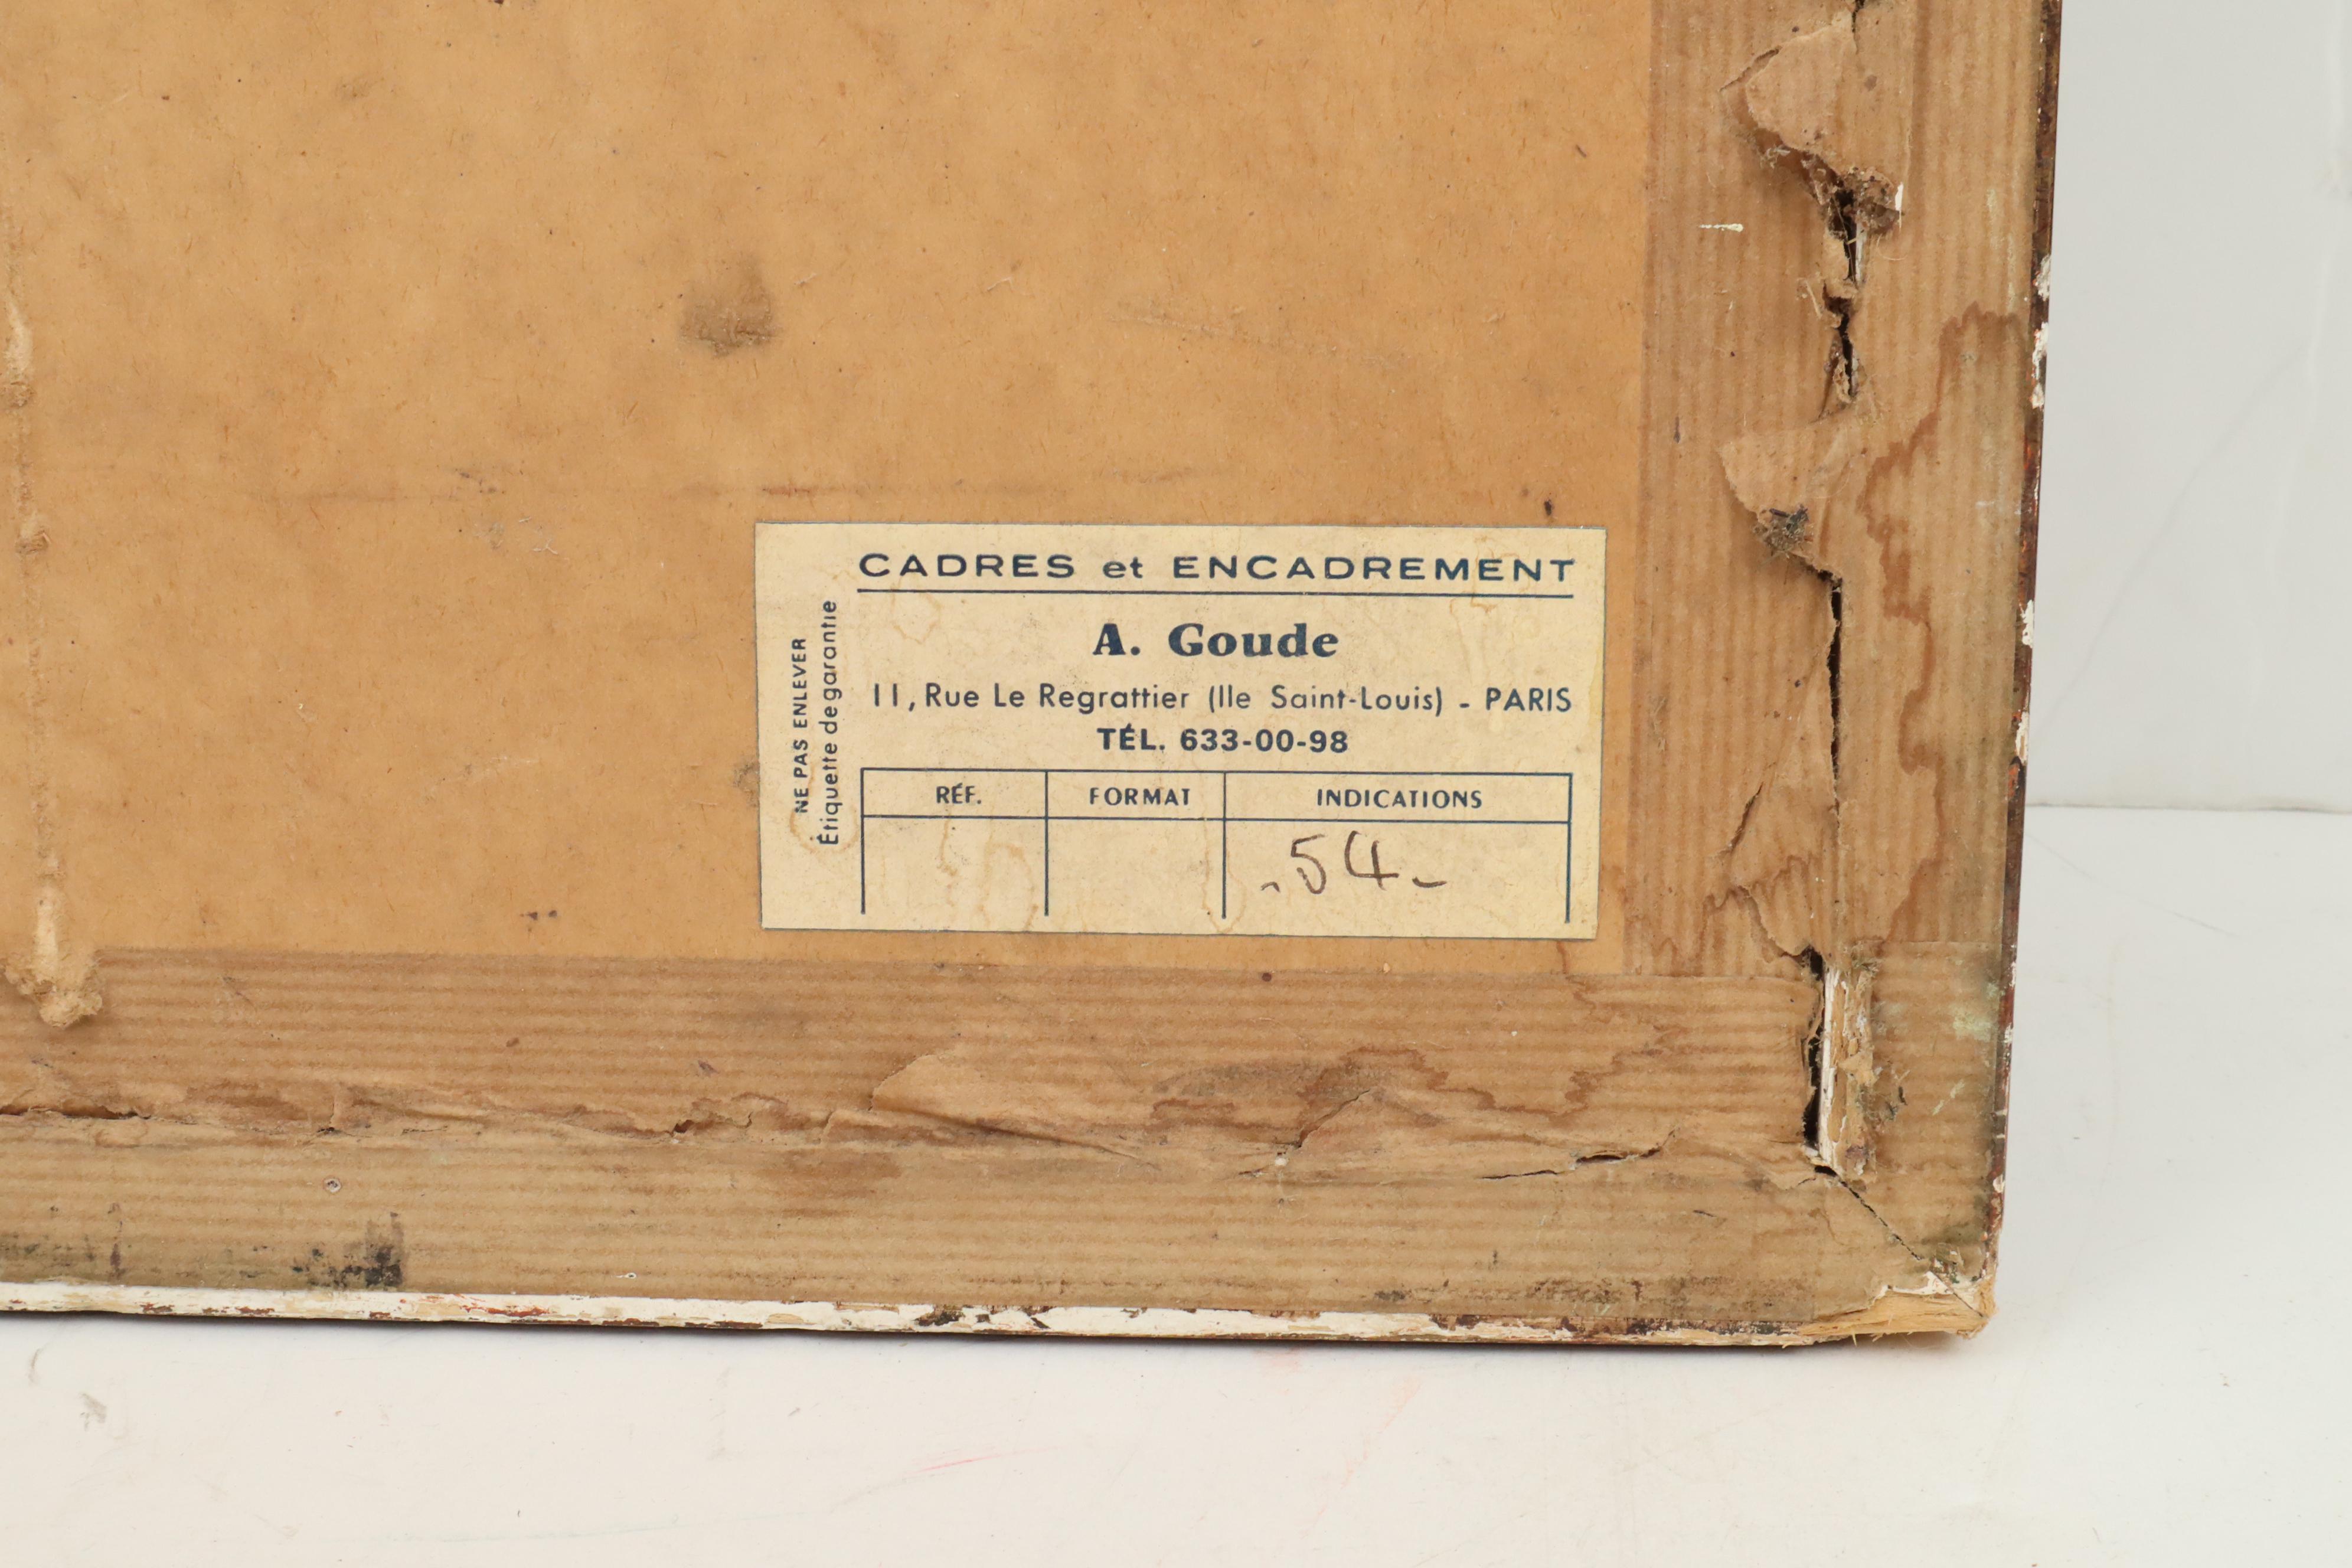 CADRES et ENCADREMENT
A. Goude
11, Rue Le Regrattier (Ile Saint-Louis) - PARIS
TÉL. 633-00-98
RÉF. FORMAT INDICATIONS
.54-
NE PAS ENLEVER
Étiquette de garantie